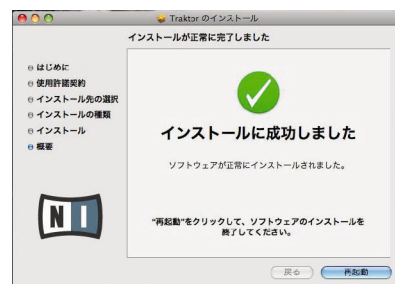 Traktor のインストール
インストールが正常に完了しました
はじめに
使用許諾契約
インストール先の選択
インストールの種類
インストール
概要
インストールに成功しました
ソフトウェアが正常にインストールされました。
"再起動"をクリックして、ソフトウェアのインストールを
終了してください。
NI
戻る
再起動